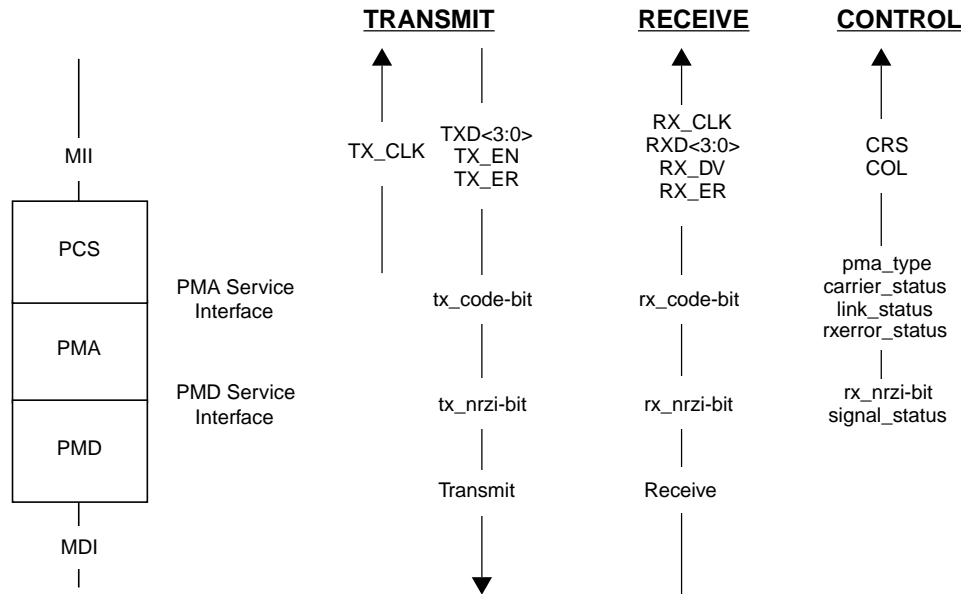 TRANSMIT
RECEIVE
CONTROL
MII
TX_CLK
TXD<3:0>
TX_EN
TX_ER
RX_CLK
RXD<3:0>
RX_DV
RX_ER
CRS
COL
PCS
PMA Service
Interface
tx_code-bit
rx_code-bit
pma_type
carrier_status
link_status
rxerror_status
PMA
PMD Service
Interface
tx_nrzi-bit
rx_nrzi-bit
rx_nrzi-bit
signal_status
PMD
Transmit
Receive
MDI